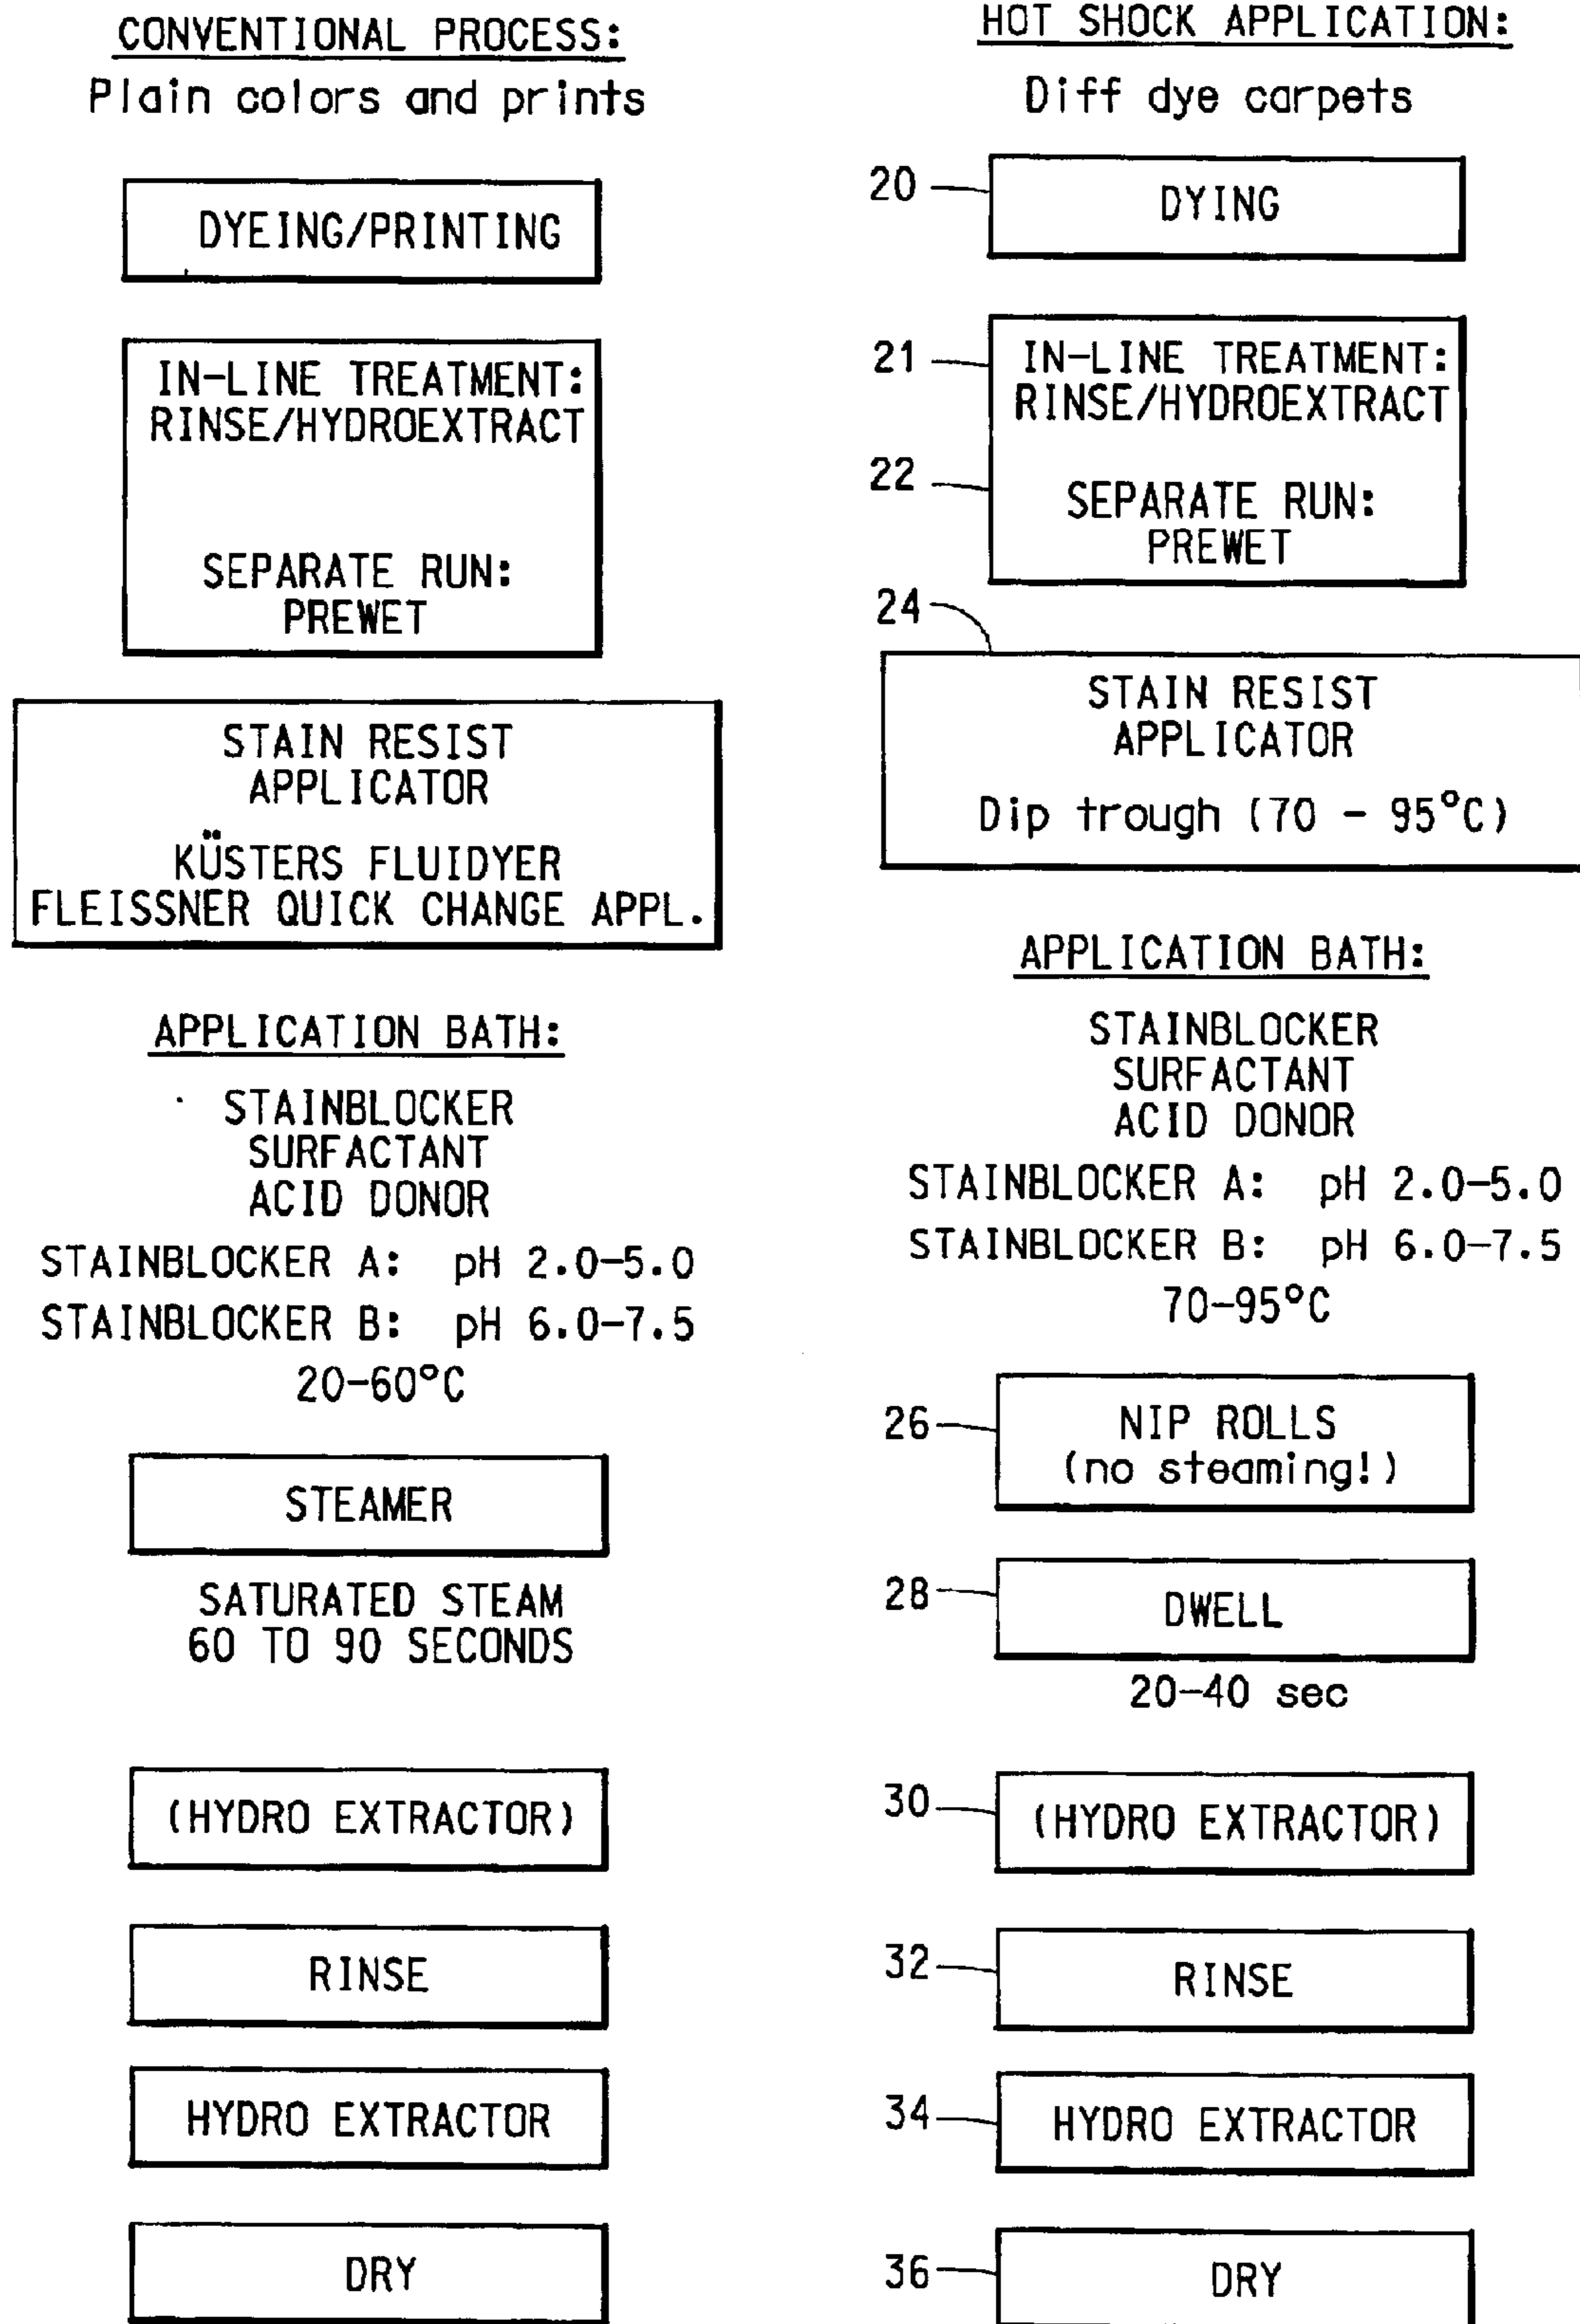 CONVENTIONAL PROCESS:
Plain colors and prints
DYEING/PRINTING
IN-LINE TREATMENT:
RINSE/HYDROEXTRACT
SEPARATE RUN:
PREWET
STAIN RESIST
APPLICATOR
KÜSTERS FLUIDYER
FLEISSNER QUICK CHANGE APPL.
APPLICATION BATH:
STAINBLOCKER
SURFACTANT
ACID DONOR
STAINBLOCKER A: pH 2.0-5.0
STAINBLOCKER B: pH 6.0-7.5
20-60°C
STEAMER
SATURATED STEAM
60 TO 90 SECONDS
(HYDRO EXTRACTOR)
RINSE
HYDRO EXTRACTOR
DRY
HOT SHOCK APPLICATION:
Diff dye carpets
20
DYING
21
IN-LINE TREATMENT:
RINSE/HYDROEXTRACT
22
SEPARATE RUN:
PREWET
24
STAIN RESIST
APPLICATOR
Dip trough (70 - 95°C)
APPLICATION BATH:
STAINBLOCKER
SURFACTANT
ACID DONOR
STAINBLOCKER A: pH 2.0-5.0
STAINBLOCKER B: pH 6.0-7.5
70-95°C
26
NIP ROLLS
(no steaming!)
28
DWELL
20-40 sec
30
(HYDRO EXTRACTOR)
32
RINSE
34
HYDRO EXTRACTOR
36
DRY